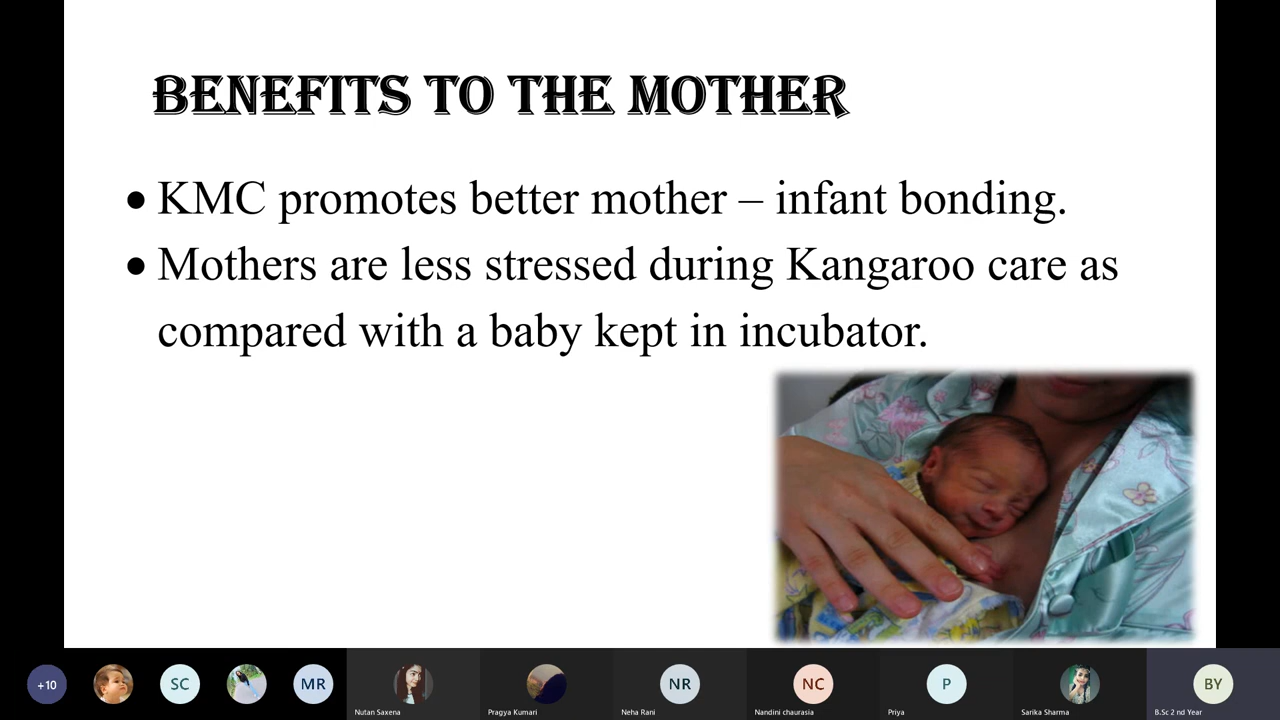 BENEFITS TO THE MOTHER
• KMC promotes better mother – infant bonding.
• Mothers are less stressed during Kangaroo care as
compared with a baby kept in incubator.
+10
SC
MR
Nutan Saxena
Pragya Kumari
NR
Neha Rani
NC
Nandini chaurasia
P
Priya
Sarika Sharma
BY
B.Sc 2 nd Year